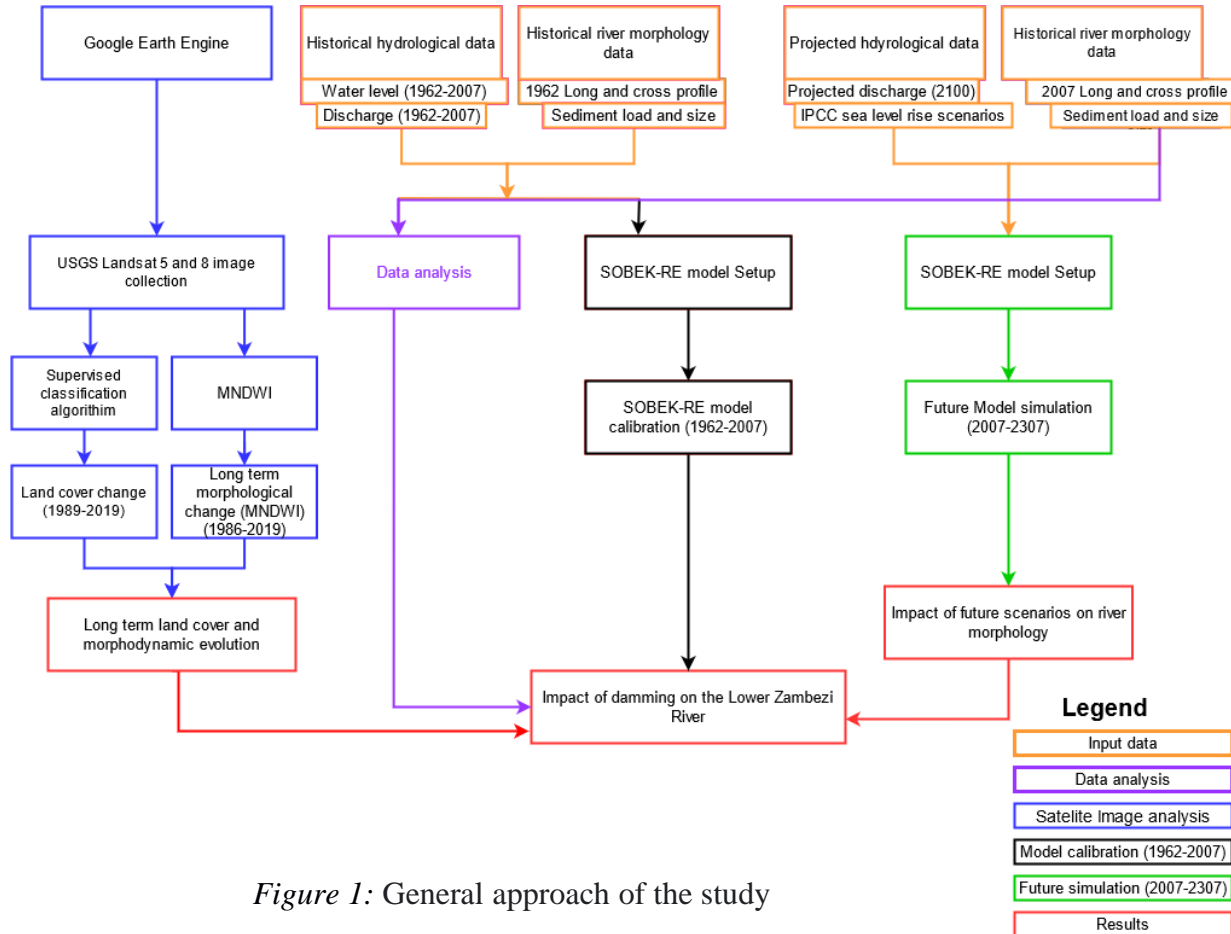 Google Earth Engine
Historical hydrological data
Water level (1962-2007)
Discharge (1962-2007)
Historical river morphology
data
1962 Long and cross profile
Sediment load and size
Projected hdyrological data
Projected discharge (2100)
IPCC sea level rise scenarios
Historical river morphology
data
2007 Long and cross profile
Sediment load and size
USGS Landsat 5 and 8 image
collection
Data analysis
SOBEK-RE model Setup
SOBEK-RE model Setup
Supervised
classification
algorithim
MNDWI
SOBEK-RE model
calibration (1962-2007)
Future Model simulation
(2007-2307)
Land cover change
(1989-2019)
Long term
morphological
change (MNDWI)
(1986-2019)
Long term land cover and
morphodynamic evolution
Impact of future scenarios on river
morphology
Impact of damming on the Lower Zambezi
River
Legend
Input data
Data analysis
Satelite Image analysis
Model calibration (1962-2007)
Future simulation (2007-2307)
Results
Figure 1: General approach of the study